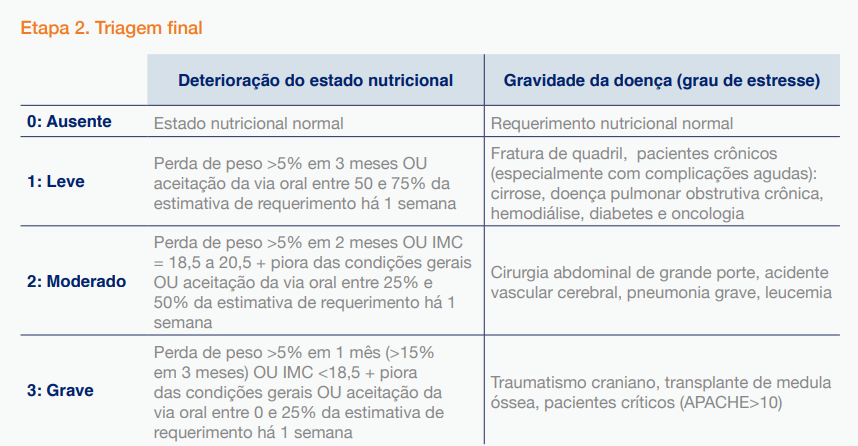 Etapa 2. Triagem final
Deterioração do estado nutricional
Gravidade da doença (grau de estresse)
0: Ausente
Estado nutricional normal
Requerimento nutricional normal
1: Leve
Perda de peso >5% em 3 meses OU
aceitação da via oral entre 50 e 75% da
estimativa de requerimento há 1 semana
Fratura de quadril, pacientes crônicos
(especialmente com complicações agudas):
cirrose, doença pulmonar obstrutiva crônica,
hemodiálise, diabetes e oncologia
2: Moderado
Perda de peso >5% em 2 meses OU IMC
= 18,5 a 20,5 + piora das condições gerais
OU aceitação da via oral entre 25% e
50% da estimativa de requerimento há 1
semana
Cirurgia abdominal de grande porte, acidente
vascular cerebral, pneumonia grave, leucemia
3: Grave
Perda de peso >5% em 1 mês (>15%
em 3 meses) OU IMC <18,5 + piora
das condições gerais OU aceitação da
via oral entre 0 e 25% da estimativa de
requerimento há 1 semana
Traumatismo craniano, transplante de medula
óssea, pacientes críticos (APACHE>10)